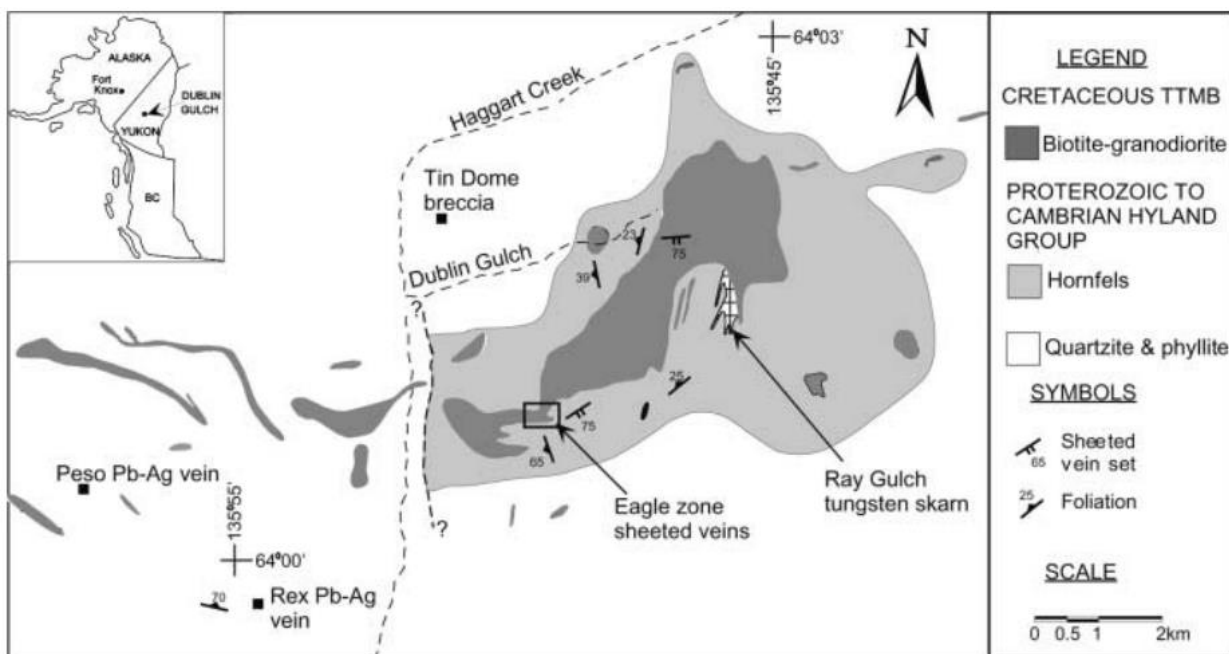 ALASKA
Fort
Knox
DUBLIN
GULCH
YUKON
BC
Haggart Creek
64°03'
135°45'
N
Tin Dome
breccia
Dublin Gulch
23
75
39
?
25
75
65
?
Peso Pb-Ag vein
135°55'
64°00'
Eagle zone
sheeted veins
Ray Gulch
tungsten skarn
70
Rex Pb-Ag
vein
LEGEND
CRETACEOUS TTMB
Biotite-granodiorite
PROTEROZOIC TO
CAMBRIAN HYLAND
GROUP
Hornfels
Quartzite & phyllite
SYMBOLS
65
Sheeted
vein set
25
Foliation
SCALE
0 0.5 1 2km